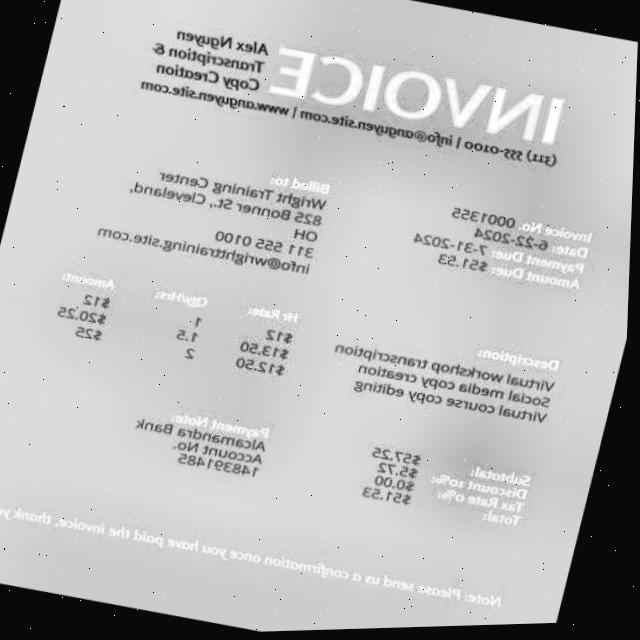 INVOICE
Alex Nguyen
Transcription &
Copy Creation
(311) 555-0100 | info@anguyen.site.com | www.anguyen.site.com
Invoice No. 0001355
Date: 6-22-2024
Payment Due: 7-31-2024
Amount Due: $51.53
Billed to:
Wright Training Center
825 Bonner St., Cleveland,
OH
311 555 0100
info@wrighttraining.site.com
Description: Hr Rate: Qty/Hrs: Amount:
Virtual workshop transcription $12 1 $12
Social media copy creation $13.50 1.5 $20.25
Virtual course copy editing $12.50 2 $25
Subtotal: $57.25
Discount 10%: $5.72
Tax Rate 0%: $0.00
Total: $51.53
Payment Note:
Alcamandra Bank
Account No.
148391485
Note: Please send us a confirmation once you have paid the invoice, thank